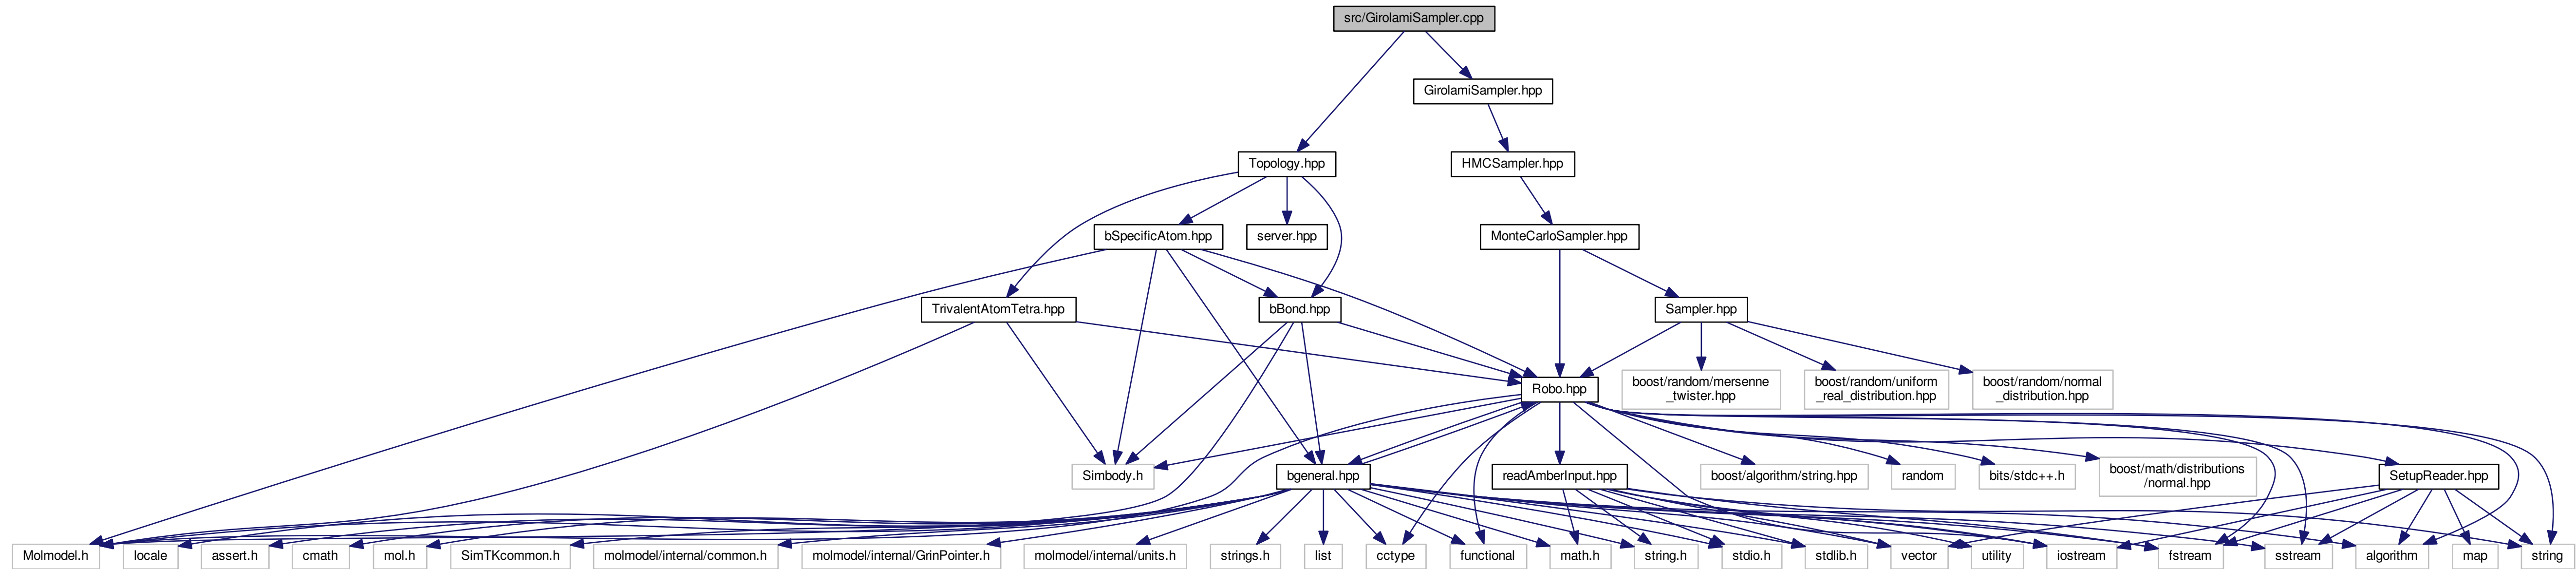 src/GirolamiSampler.cpp
GirolamiSampler.hpp
Topology.hpp
HMCSampler.hpp
bSpecificAtom.hpp
server.hpp
MonteCarloSampler.hpp
TrivalentAtomTetra.hpp
bBond.hpp
Sampler.hpp
Robo.hpp
boost/random/mersenne
_twister.hpp
boost/random/uniform
_real_distribution.hpp
boost/random/normal
_distribution.hpp
Simbody.h
bgeneral.hpp
readAmberInput.hpp
boost/algorithm/string.hpp
random
bits/stdc++.h
boost/math/distributions
/normal.hpp
SetupReader.hpp
Molmodel.h
locale
assert.h
cmath
mol.h
SimTKcommon.h
molmodel/internal/common.h
molmodel/internal/GrinPointer.h
molmodel/internal/units.h
strings.h
list
cctype
functional
math.h
string.h
stdio.h
stdlib.h
vector
utility
iostream
fstream
sstream
algorithm
map
string